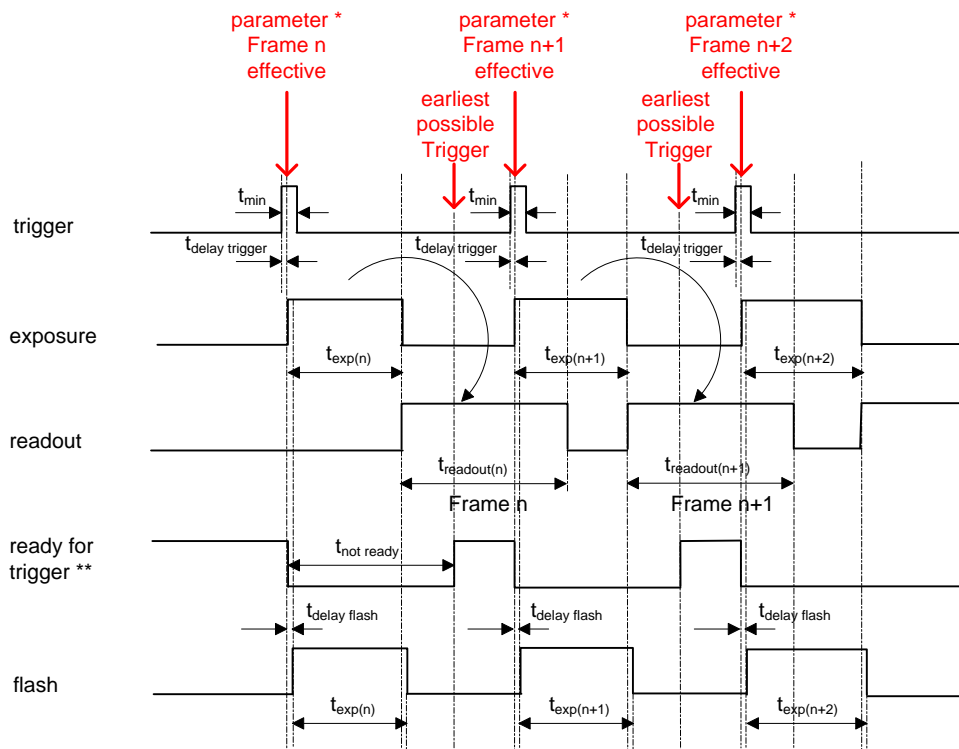 parameter *
Frame n
effective
parameter *
Frame n+1
effective
parameter *
Frame n+2
effective
earliest
possible
Trigger
earliest
possible
Trigger
trigger
tmin
tmin
tmin
tdelay trigger
tdelay trigger
tdelay trigger
exposure
texp(n)
texp(n+1)
texp(n+2)
readout
treadout(n)
treadout(n+1)
Frame n
Frame n+1
ready for
trigger **
tnot ready
tdelay flash
tdelay flash
tdelay flash
flash
texp(n)
texp(n+1)
texp(n+2)